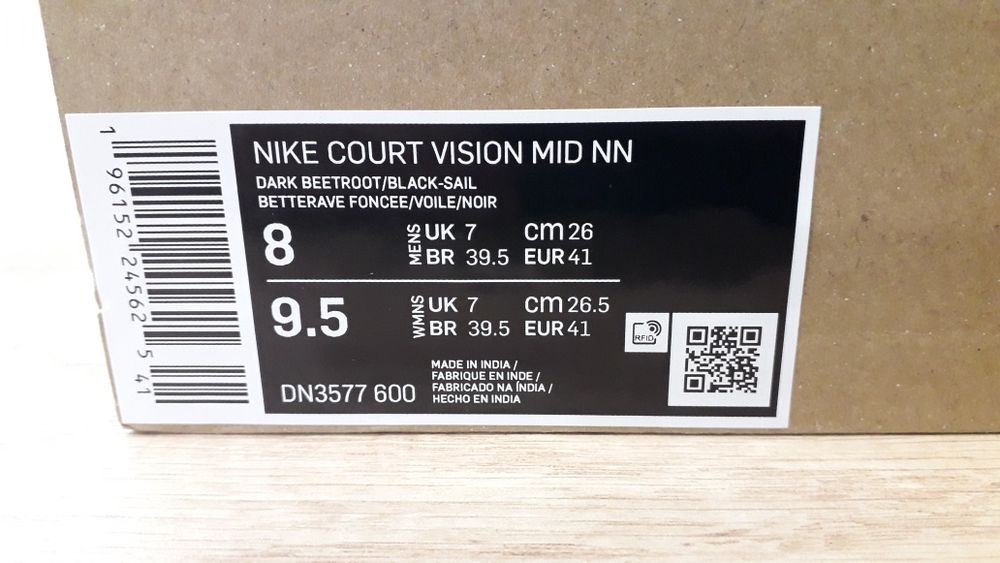 NIKE COURT VISION MID NN
DARK BEETROOT/BLACK-SAIL
BETTERAVE FONCEE/VOILE/NOIR
8 MENS UK 7 cm 26
BR 39.5 EUR 41
9.5 WMNS UK 7 cm 26.5
BR 39.5 EUR 41
RFID
DN3577 600
MADE IN INDIA /
FABRIQUE EN INDE /
FABRICADO NA ÍNDIA /
HECHO EN INDIA
1 96152 24562 5 41